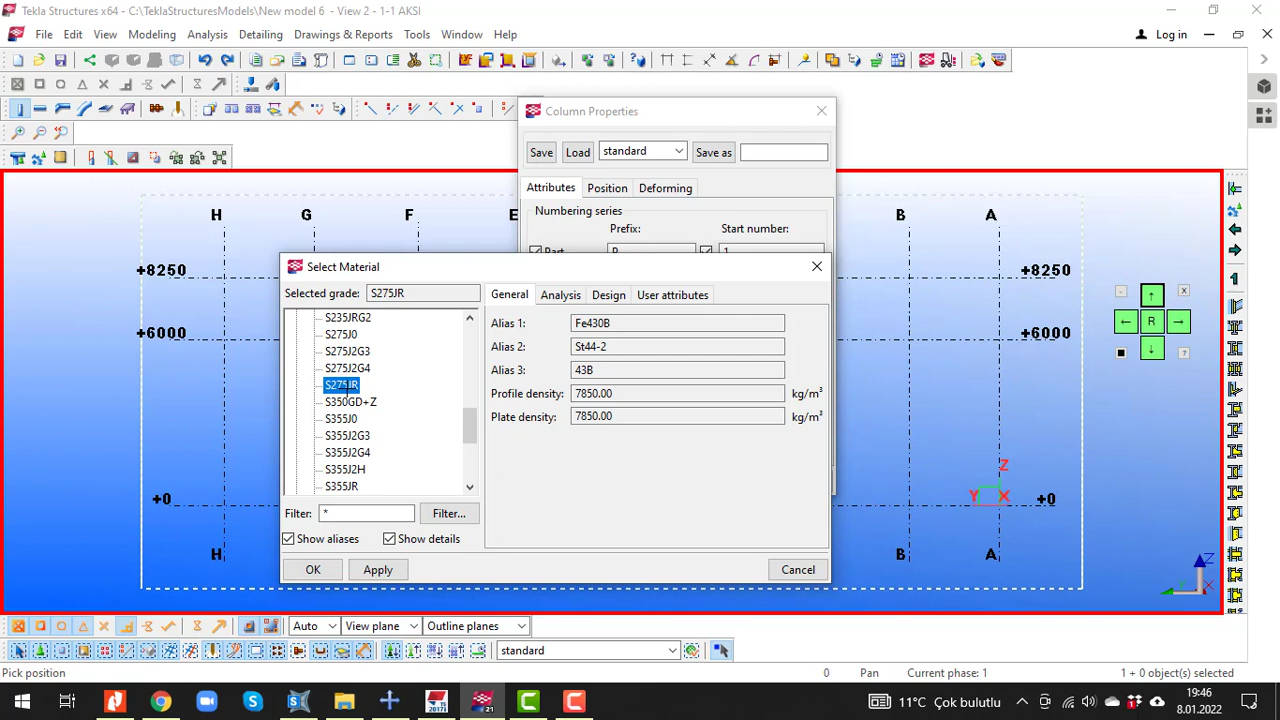 Tekla Structures x64 - C:\TeklaStructuresModels\New model 6 - View 2 - 1-1 AKSI
File Edit View Modeling Analysis Detailing Drawings & Reports Tools Window Help Log in
Column Properties
Save Load standard Save as
Attributes Position Deforming
Numbering series
Prefix: Start number:
Part P 1
H G F E B A
+8250 +8250
+6000 +6000
+0 +0
H B A
Z
Y X
R
Select Material
Selected grade: S275JR
General Analysis Design User attributes
S235JRG2
S275J0
S275J2G3
S275J2G4
S275JR
S350GD+Z
S355J0
S355J2G3
S355J2G4
S355J2H
S355JR
Alias 1: Fe430B
Alias 2: St44-2
Alias 3: 43B
Profile density: 7850.00 kg/m³
Plate density: 7850.00 kg/m³
Filter: * Filter...
Show aliases Show details
OK Apply Cancel
Auto View plane Outline planes
standard
Pick position 0 Pan Current phase: 1 1 + 0 object(s) selected
11°C Çok bulutlu
19:46
8.01.2022